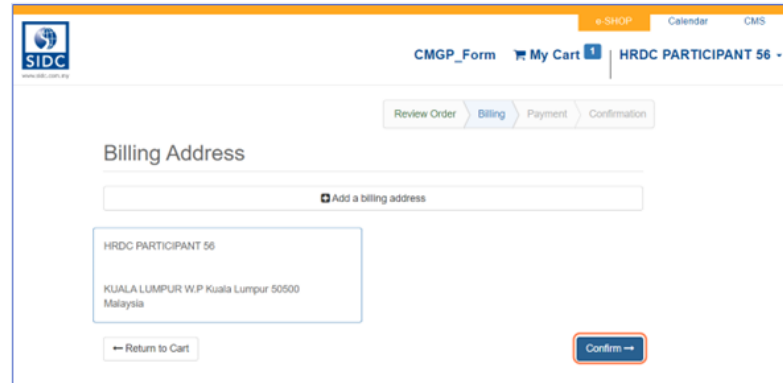 e-SHOP Calendar CMS
SIDC
www.sidc.com.my
CMGP_Form My Cart 1 HRDC PARTICIPANT 56
Review Order Billing Payment Confirmation
Billing Address
Add a billing address
HRDC PARTICIPANT 56
KUALA LUMPUR W.P Kuala Lumpur 50500
Malaysia
← Return to Cart
Confirm →